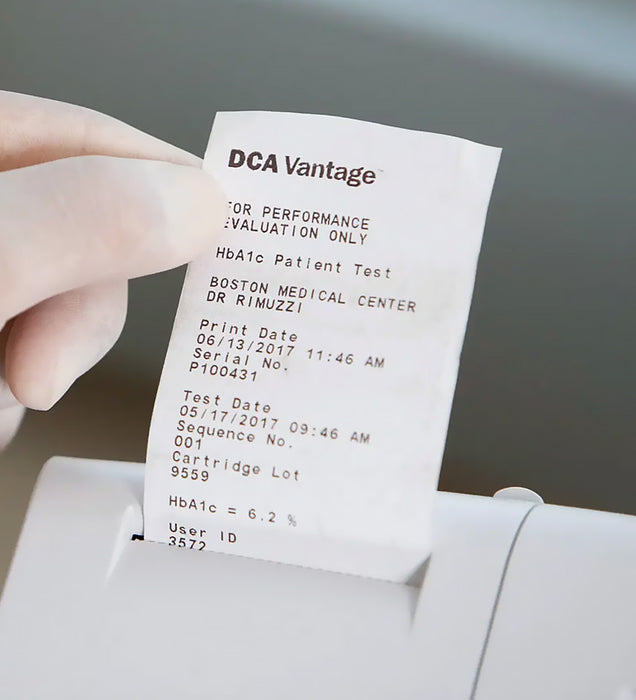 DCA Vantage™
FOR PERFORMANCE
EVALUATION ONLY
HbA1c Patient Test
BOSTON MEDICAL CENTER
DR RIMUZZI
Print Date
06/13/2017 11:46 AM
Serial No.
P100431
Test Date
05/17/2017 09:46 AM
Sequence No.
001
Cartridge Lot
9559
HbA1c = 6.2 %
User ID
3572